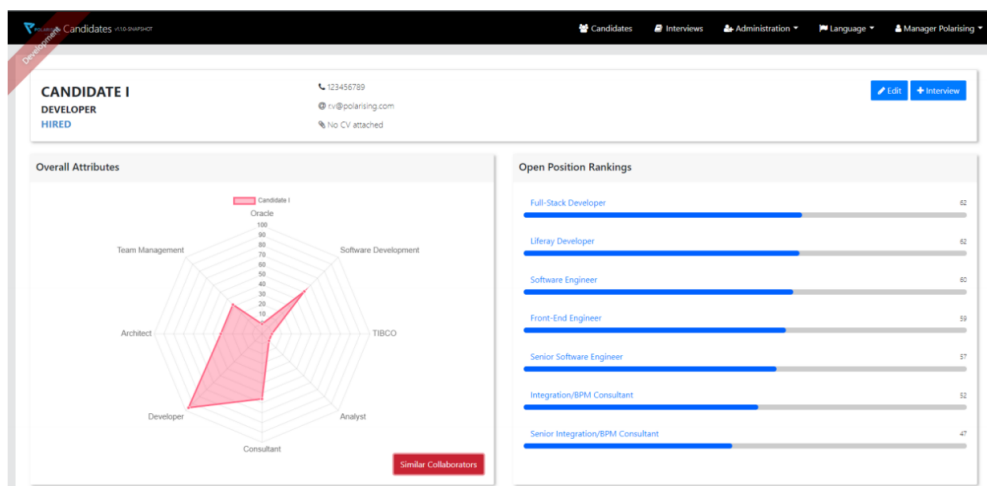 POLARISING Candidates v1.1.0-SNAPSHOT
Candidates
Interviews
Administration
Language
Manager Polarising
Development
CANDIDATE I
DEVELOPER
HIRED
123456789
rv@polarising.com
No CV attached
Edit
Interview
Overall Attributes
Candidate I
Oracle
100
90
80
70
60
50
40
30
20
10
Software Development
TIBCO
Analyst
Consultant
Developer
Architect
Team Management
Similar Collaborators
Open Position Rankings
Full-Stack Developer 62
Liferay Developer 62
Software Engineer 60
Front-End Engineer 59
Senior Software Engineer 57
Integration/BPM Consultant 52
Senior Integration/BPM Consultant 47